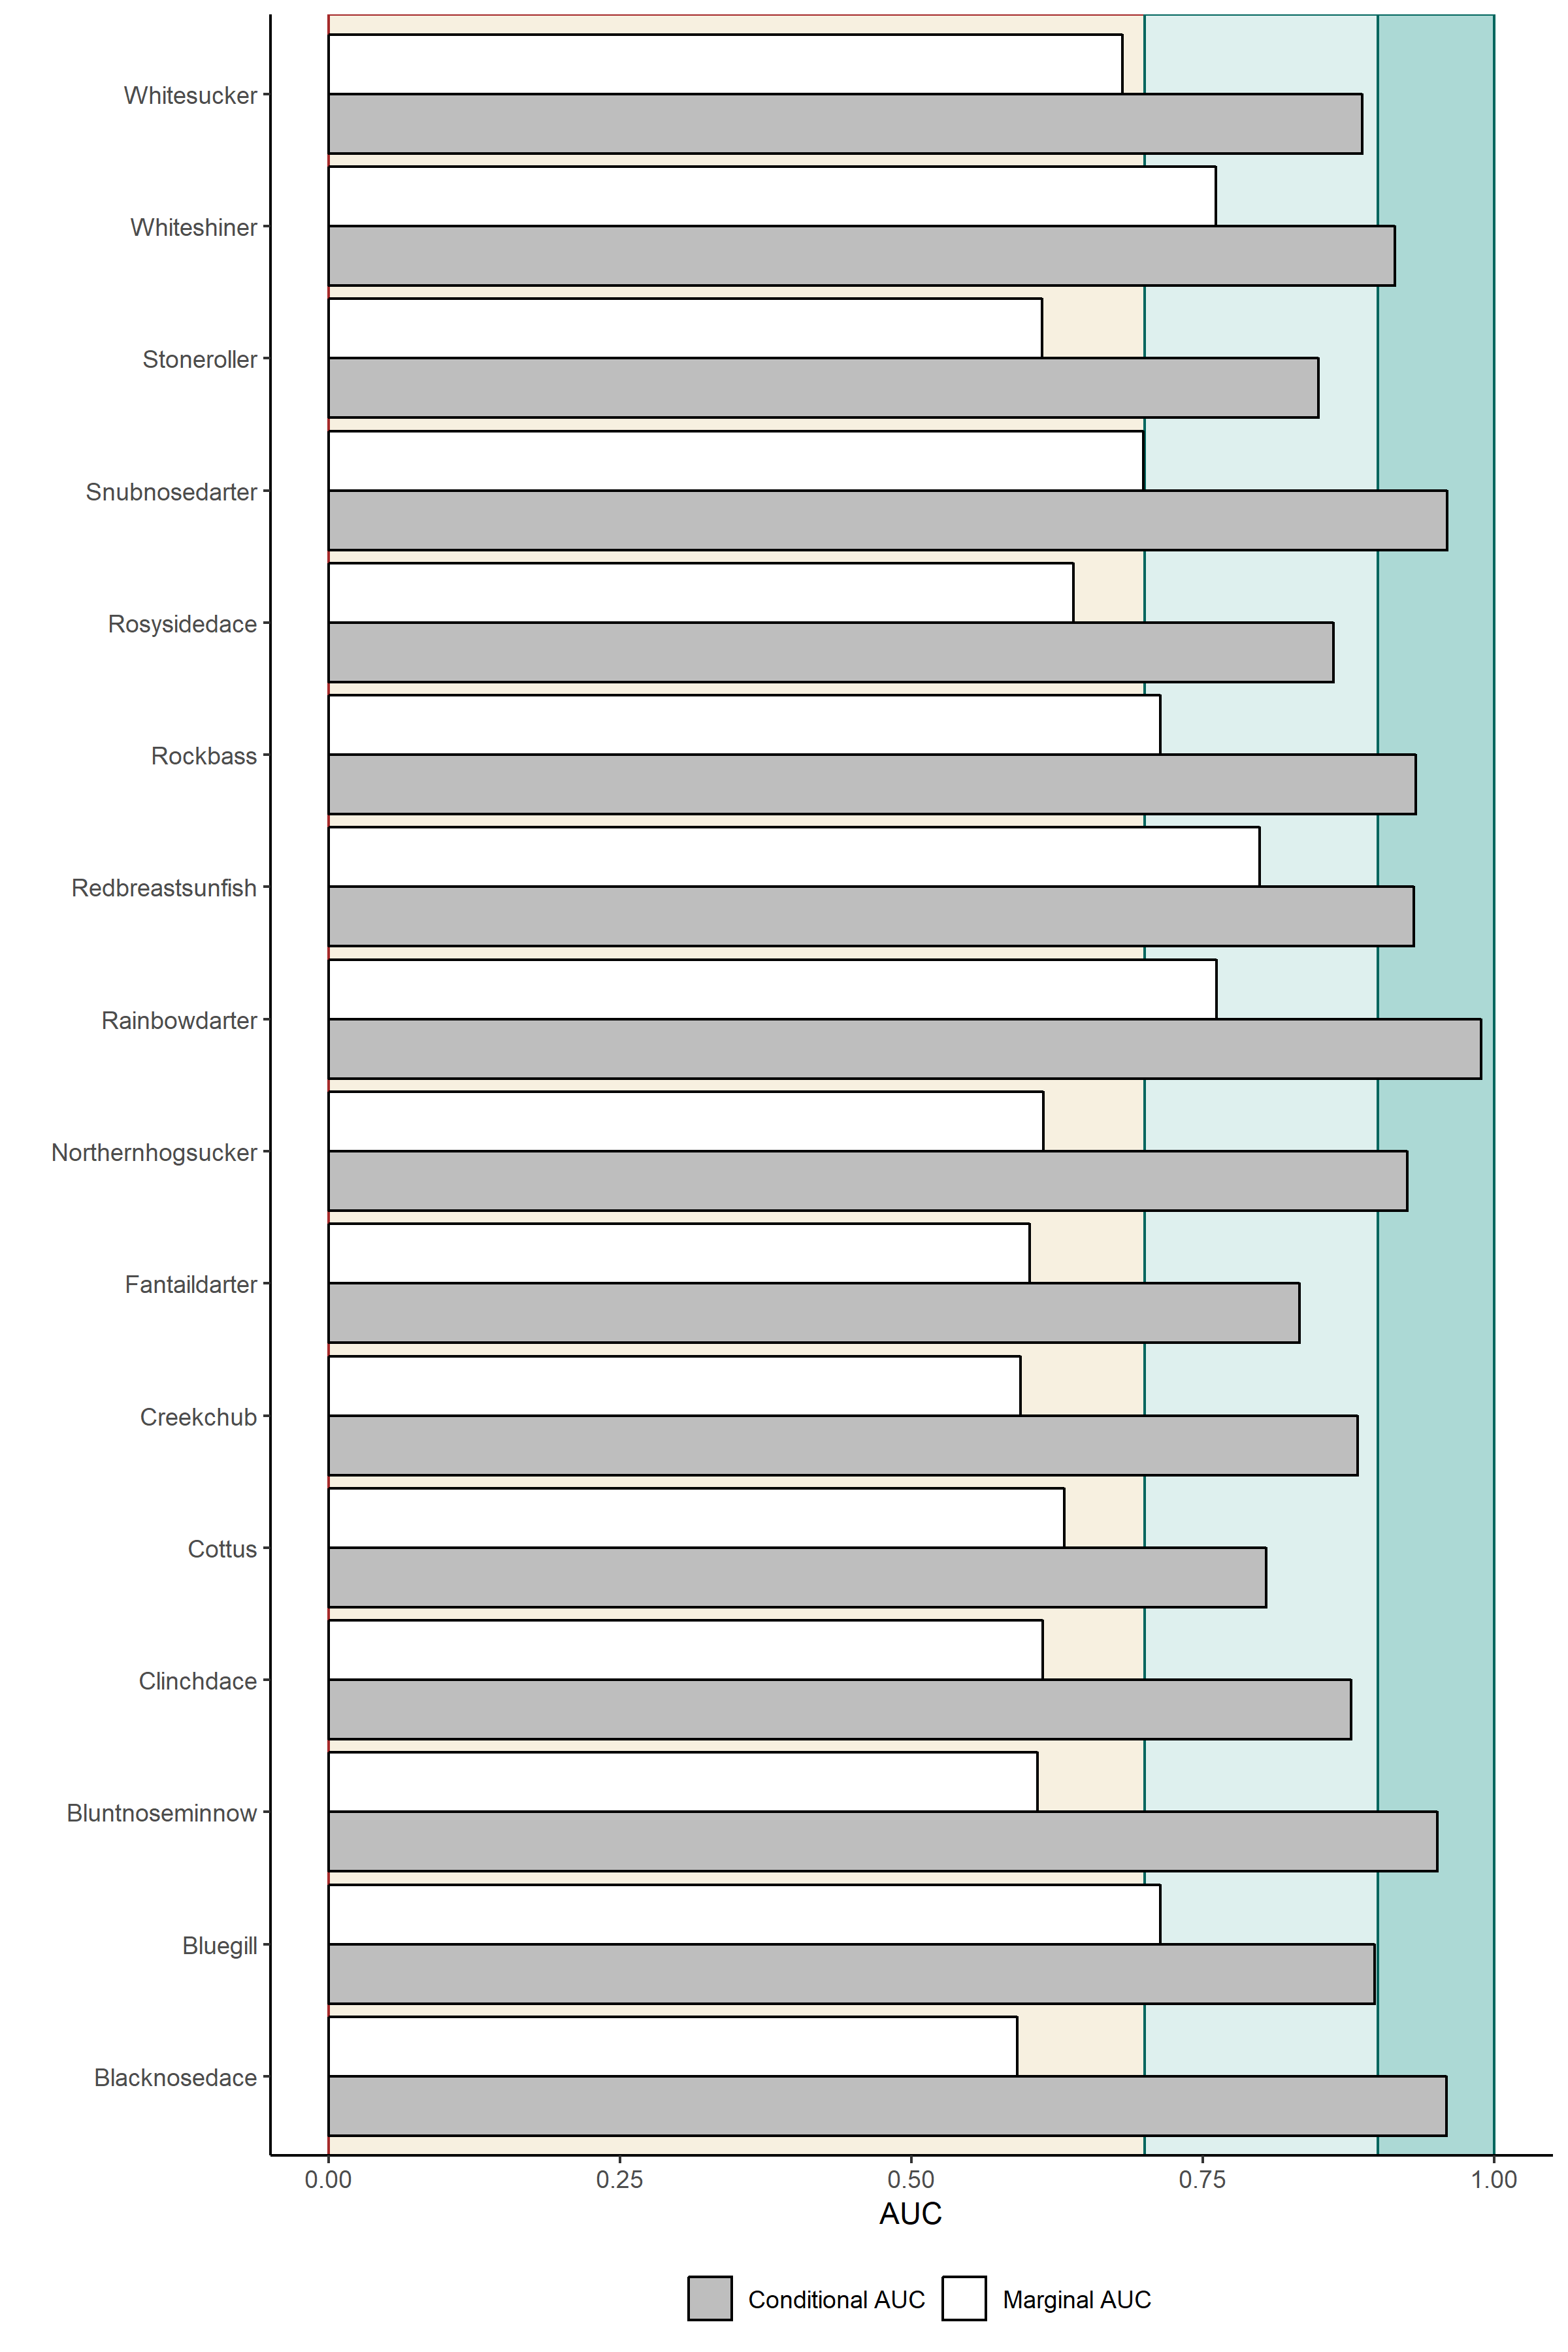 Whitesucker
Whiteshiner
Stoneroller
Snubnosedarter
Rosysidedace
Rockbass
Redbreastsunfish
Rainbowdarter
Northernhogsucker
Fantaildarter
Creekchub
Cottus
Clinchdace
Bluntnoseminnow
Bluegill
Blacknosedace
0.00 0.25 0.50 0.75 1.00
AUC
Conditional AUC Marginal AUC